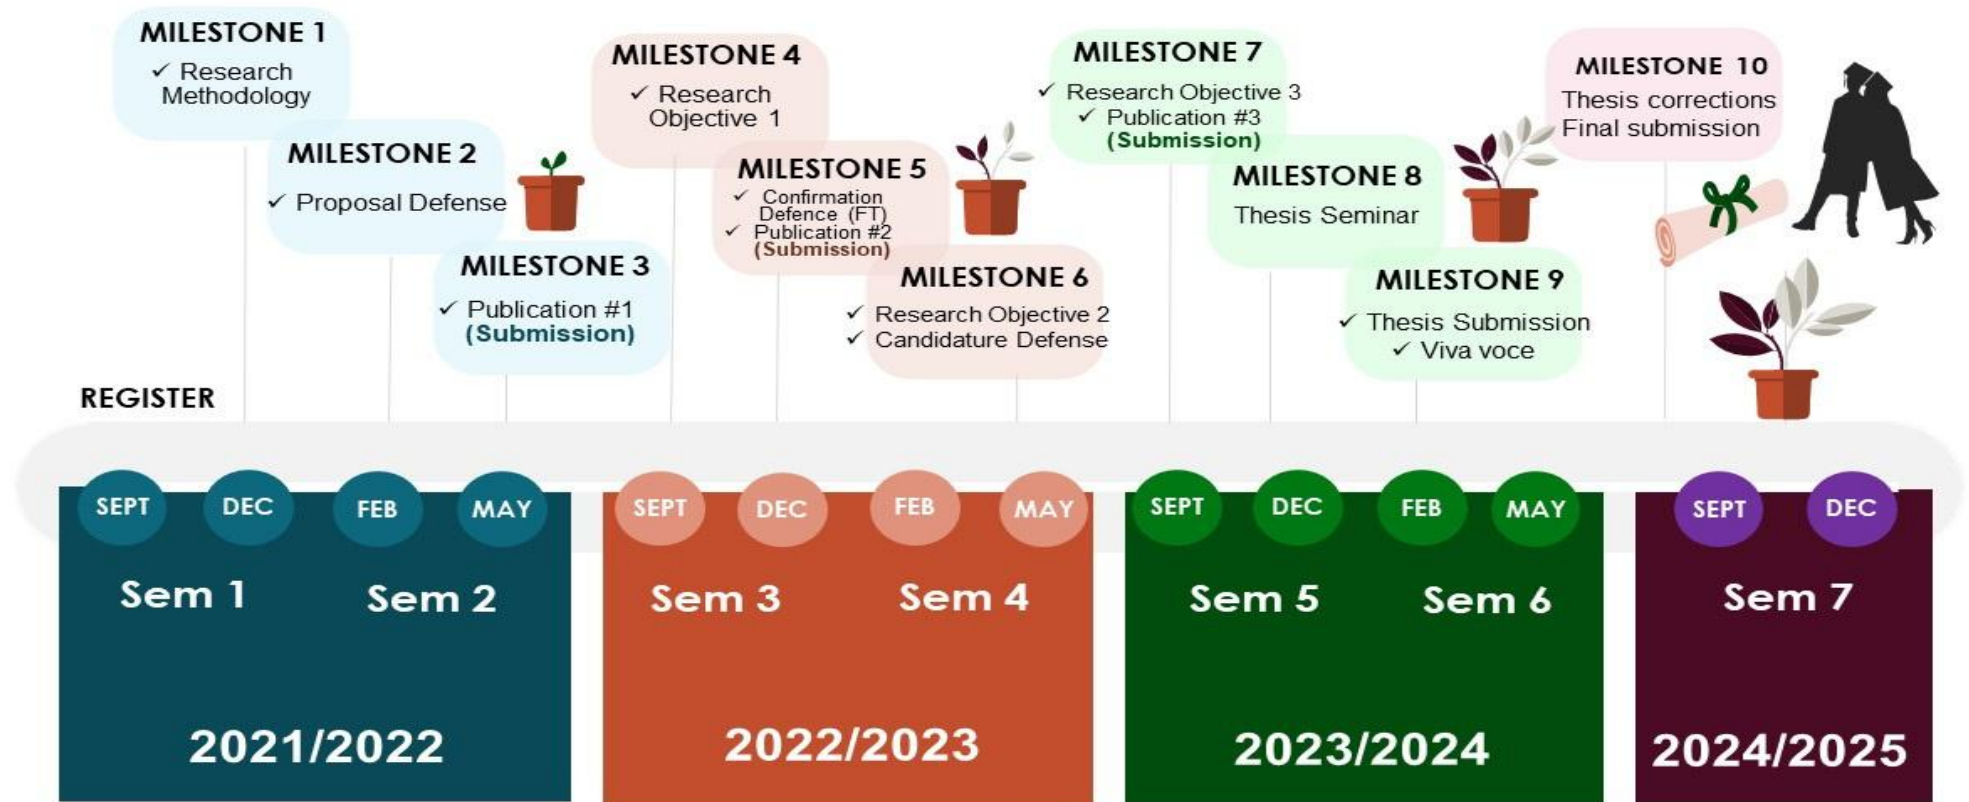 MILESTONE 1
✓ Research
Methodology
MILESTONE 2
✓ Proposal Defense
MILESTONE 3
✓ Publication #1
(Submission)
MILESTONE 4
✓ Research
Objective 1
MILESTONE 5
✓ Confirmation
Defence (FT)
✓ Publication #2
(Submission)
MILESTONE 6
✓ Research Objective 2
✓ Candidature Defense
MILESTONE 7
✓ Research Objective 3
✓ Publication #3
(Submission)
MILESTONE 8
Thesis Seminar
MILESTONE 9
✓ Thesis Submission
✓ Viva voce
MILESTONE 10
Thesis corrections
Final submission
REGISTER
SEPT DEC FEB MAY
Sem 1 Sem 2
2021/2022
SEPT DEC FEB MAY
Sem 3 Sem 4
2022/2023
SEPT DEC FEB MAY
Sem 5 Sem 6
2023/2024
SEPT DEC
Sem 7
2024/2025